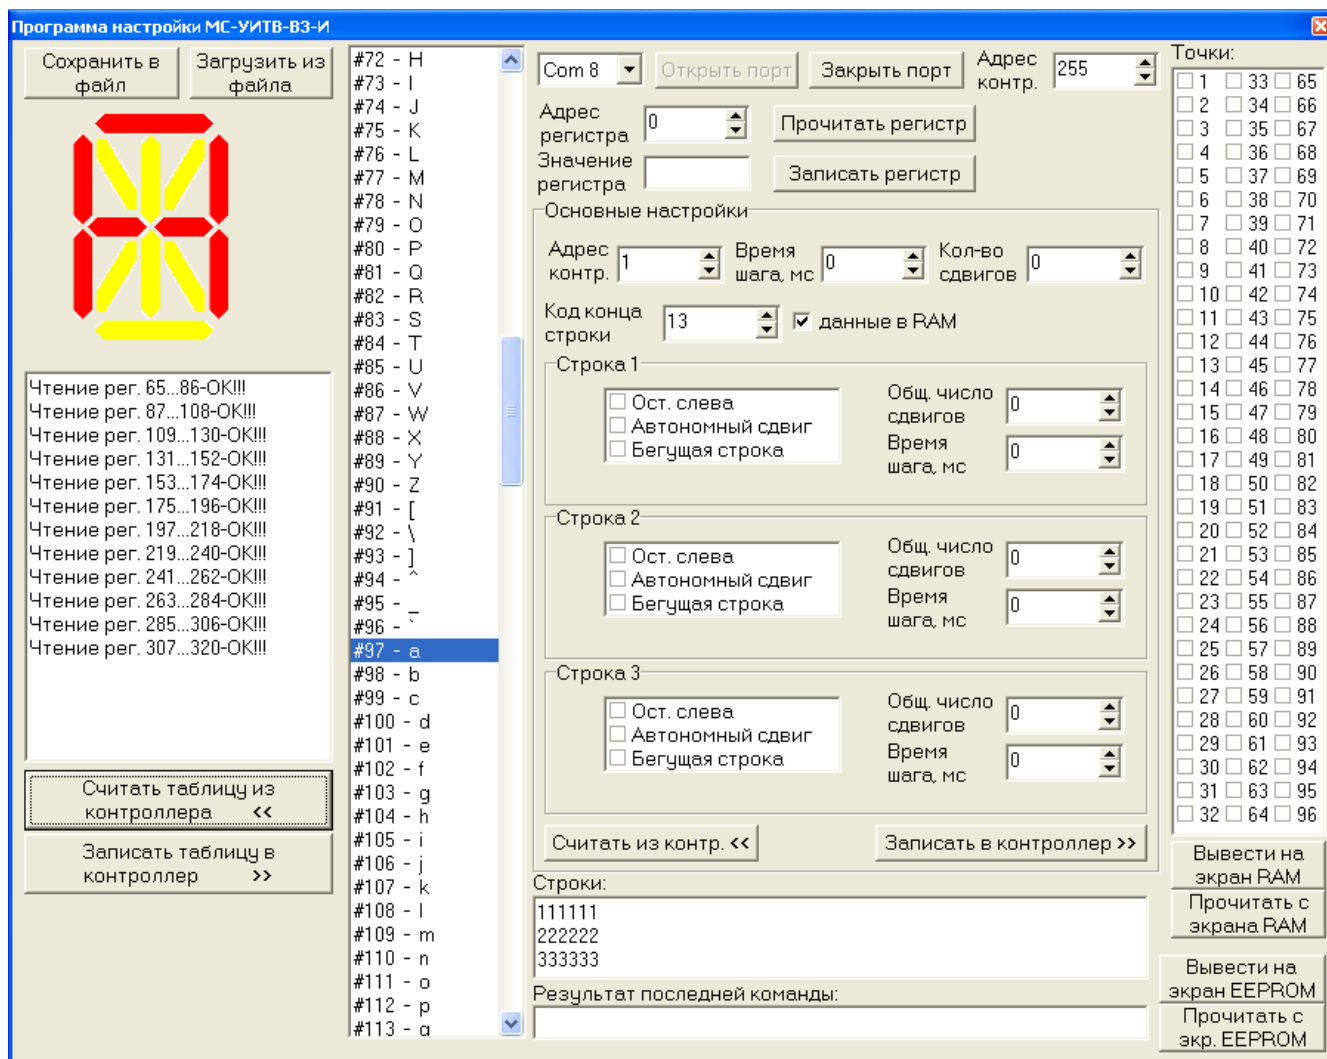 Программа настройки МС-УИТВ-В3-И
Сохранить в
файл
Загрузить из
файла
Чтение рег. 65...86-OK!!!
Чтение рег. 87...108-OK!!!
Чтение рег. 109...130-OK!!!
Чтение рег. 131...152-OK!!!
Чтение рег. 153...174-OK!!!
Чтение рег. 175...196-OK!!!
Чтение рег. 197...218-OK!!!
Чтение рег. 219...240-OK!!!
Чтение рег. 241...262-OK!!!
Чтение рег. 263...284-OK!!!
Чтение рег. 285...306-OK!!!
Чтение рег. 307...320-OK!!!
Считать таблицу из
контроллера <<
Записать таблицу в
контроллер >>
#72 - H
#73 - I
#74 - J
#75 - K
#76 - L
#77 - M
#78 - N
#79 - O
#80 - P
#81 - Q
#82 - R
#83 - S
#84 - T
#85 - U
#86 - V
#87 - W
#88 - X
#89 - Y
#90 - Z
#91 - [
#92 - \
#93 - ]
#94 - ^
#95 - _
#96 - `
#97 - a
#98 - b
#99 - c
#100 - d
#101 - e
#102 - f
#103 - g
#104 - h
#105 - i
#106 - j
#107 - k
#108 - l
#109 - m
#110 - n
#111 - o
#112 - p
#113 - q
Com 8
Открыть порт
Закрыть порт
Адрес
контр.
255
Адрес
регистра
0
Прочитать регистр
Значение
регистра
Записать регистр
Основные настройки
Адрес
контр.
1
Время
шага, мс
0
Кол-во
сдвигов
0
Код конца
строки
13
данные в RAM
Строка 1
Ост. слева
Автономный сдвиг
Бегущая строка
Общ. число
сдвигов
0
Время
шага, мс
0
Строка 2
Ост. слева
Автономный сдвиг
Бегущая строка
Общ. число
сдвигов
0
Время
шага, мс
0
Строка 3
Ост. слева
Автономный сдвиг
Бегущая строка
Общ. число
сдвигов
0
Время
шага, мс
0
Считать из контр. <<
Записать в контроллер >>
Строки:
111111
222222
333333
Результат последней команды:
Точки:
1 33 65
2 34 66
3 35 67
4 36 68
5 37 69
6 38 70
7 39 71
8 40 72
9 41 73
10 42 74
11 43 75
12 44 76
13 45 77
14 46 78
15 47 79
16 48 80
17 49 81
18 50 82
19 51 83
20 52 84
21 53 85
22 54 86
23 55 87
24 56 88
25 57 89
26 58 90
27 59 91
28 60 92
29 61 93
30 62 94
31 63 95
32 64 96
Вывести на
экран RAM
Прочитать с
экрана RAM
Вывести на
экран EEPROM
Прочитать с
экр. EEPROM